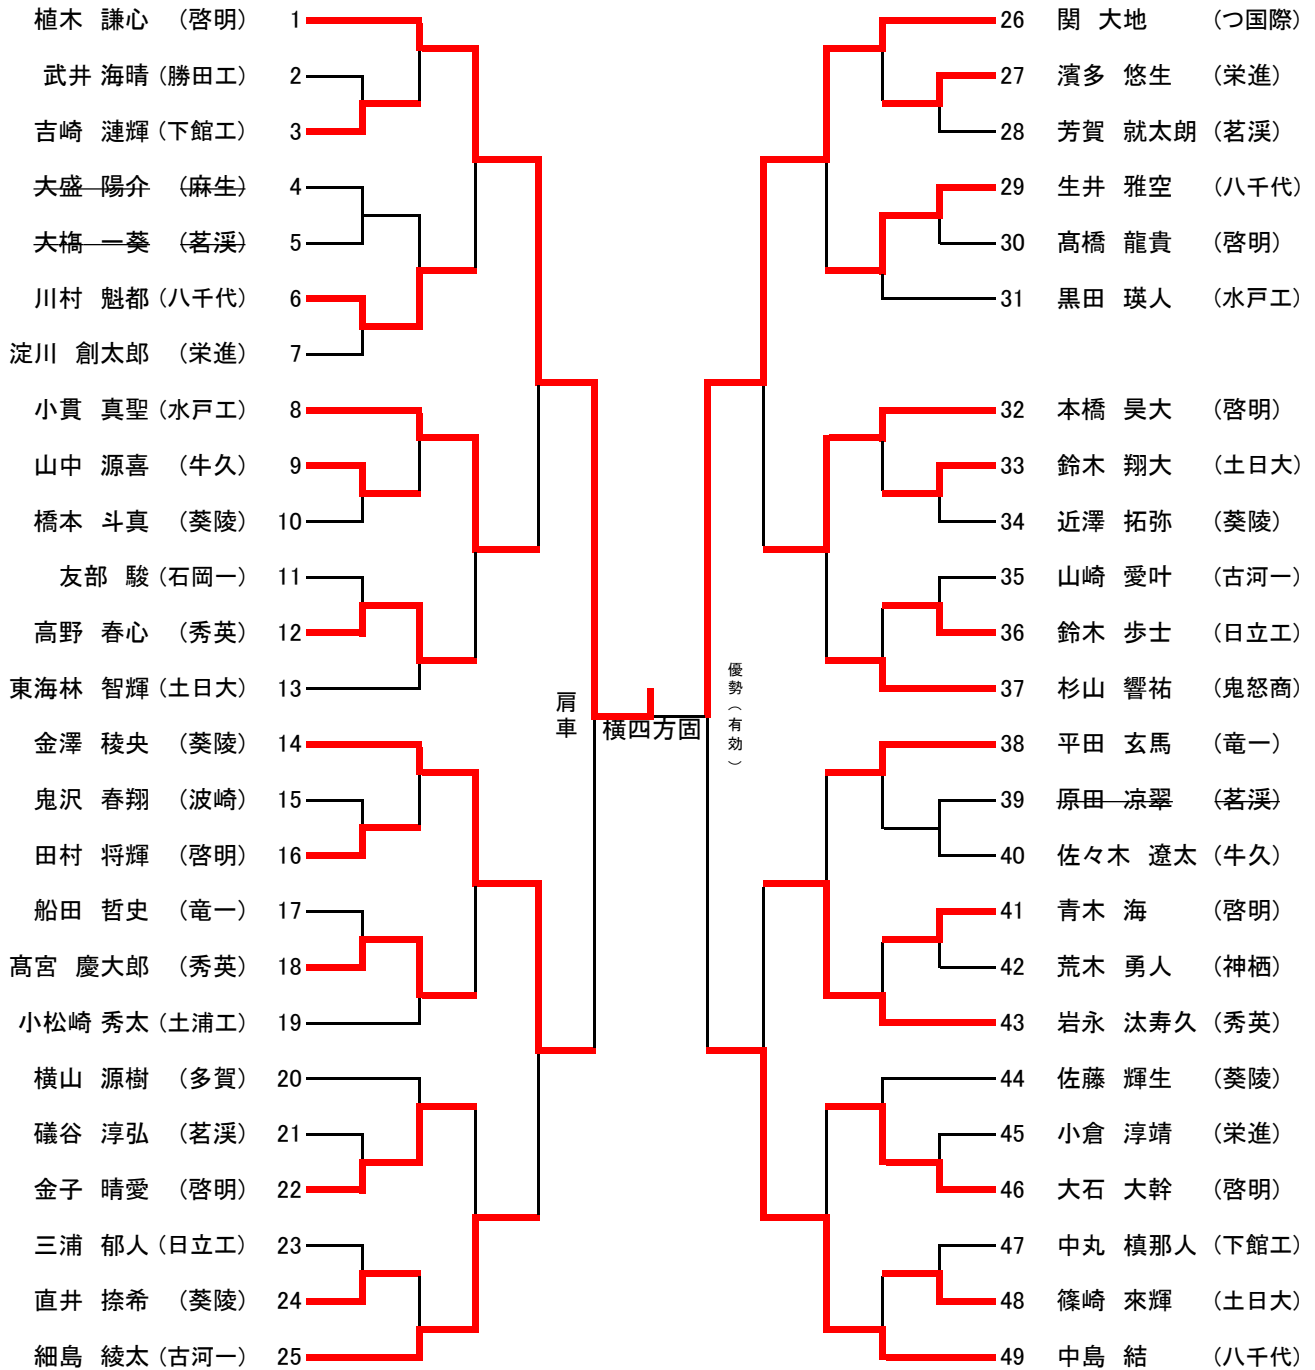 植木 謙心 (啓明) 1
武井 海晴 (勝田工) 2
吉崎 漣輝 (下館工) 3
大盛 陽介 (麻生) 4
大槗 一葵 (茗渓) 5
川村 魁都 (八千代) 6
淀川 創太郎 (栄進) 7
小貫 真聖 (水戸工) 8
山中 源喜 (牛久) 9
橋本 斗真 (葵陵) 10
友部 駿 (石岡一) 11
高野 春心 (秀英) 12
東海林 智輝 (土日大) 13
金澤 稜央 (葵陵) 14
鬼沢 春翔 (波崎) 15
田村 将輝 (啓明) 16
船田 哲史 (竜一) 17
髙宮 慶大郎 (秀英) 18
小松崎 秀太 (土浦工) 19
横山 源樹 (多賀) 20
礒谷 淳弘 (茗渓) 21
金子 晴愛 (啓明) 22
三浦 郁人 (日立工) 23
直井 捺希 (葵陵) 24
細島 綾太 (古河一) 25
肩車
横四方固
優勢(有効)
26 関 大地 (つ国際)
27 濱多 悠生 (栄進)
28 芳賀 就太朗 (茗渓)
29 生井 雅空 (八千代)
30 髙橋 龍貴 (啓明)
31 黒田 瑛人 (水戸工)
32 本橋 昊大 (啓明)
33 鈴木 翔大 (土日大)
34 近澤 拓弥 (葵陵)
35 山崎 愛叶 (古河一)
36 鈴木 歩士 (日立工)
37 杉山 響祐 (鬼怒商)
38 平田 玄馬 (竜一)
39 原田 凉翠 (茗渓)
40 佐々木 遼太 (牛久)
41 青木 海 (啓明)
42 荒木 勇人 (神栖)
43 岩永 汰寿久 (秀英)
44 佐藤 輝生 (葵陵)
45 小倉 淳靖 (栄進)
46 大石 大幹 (啓明)
47 中丸 槙那人 (下館工)
48 篠崎 來輝 (土日大)
49 中島 結 (八千代)